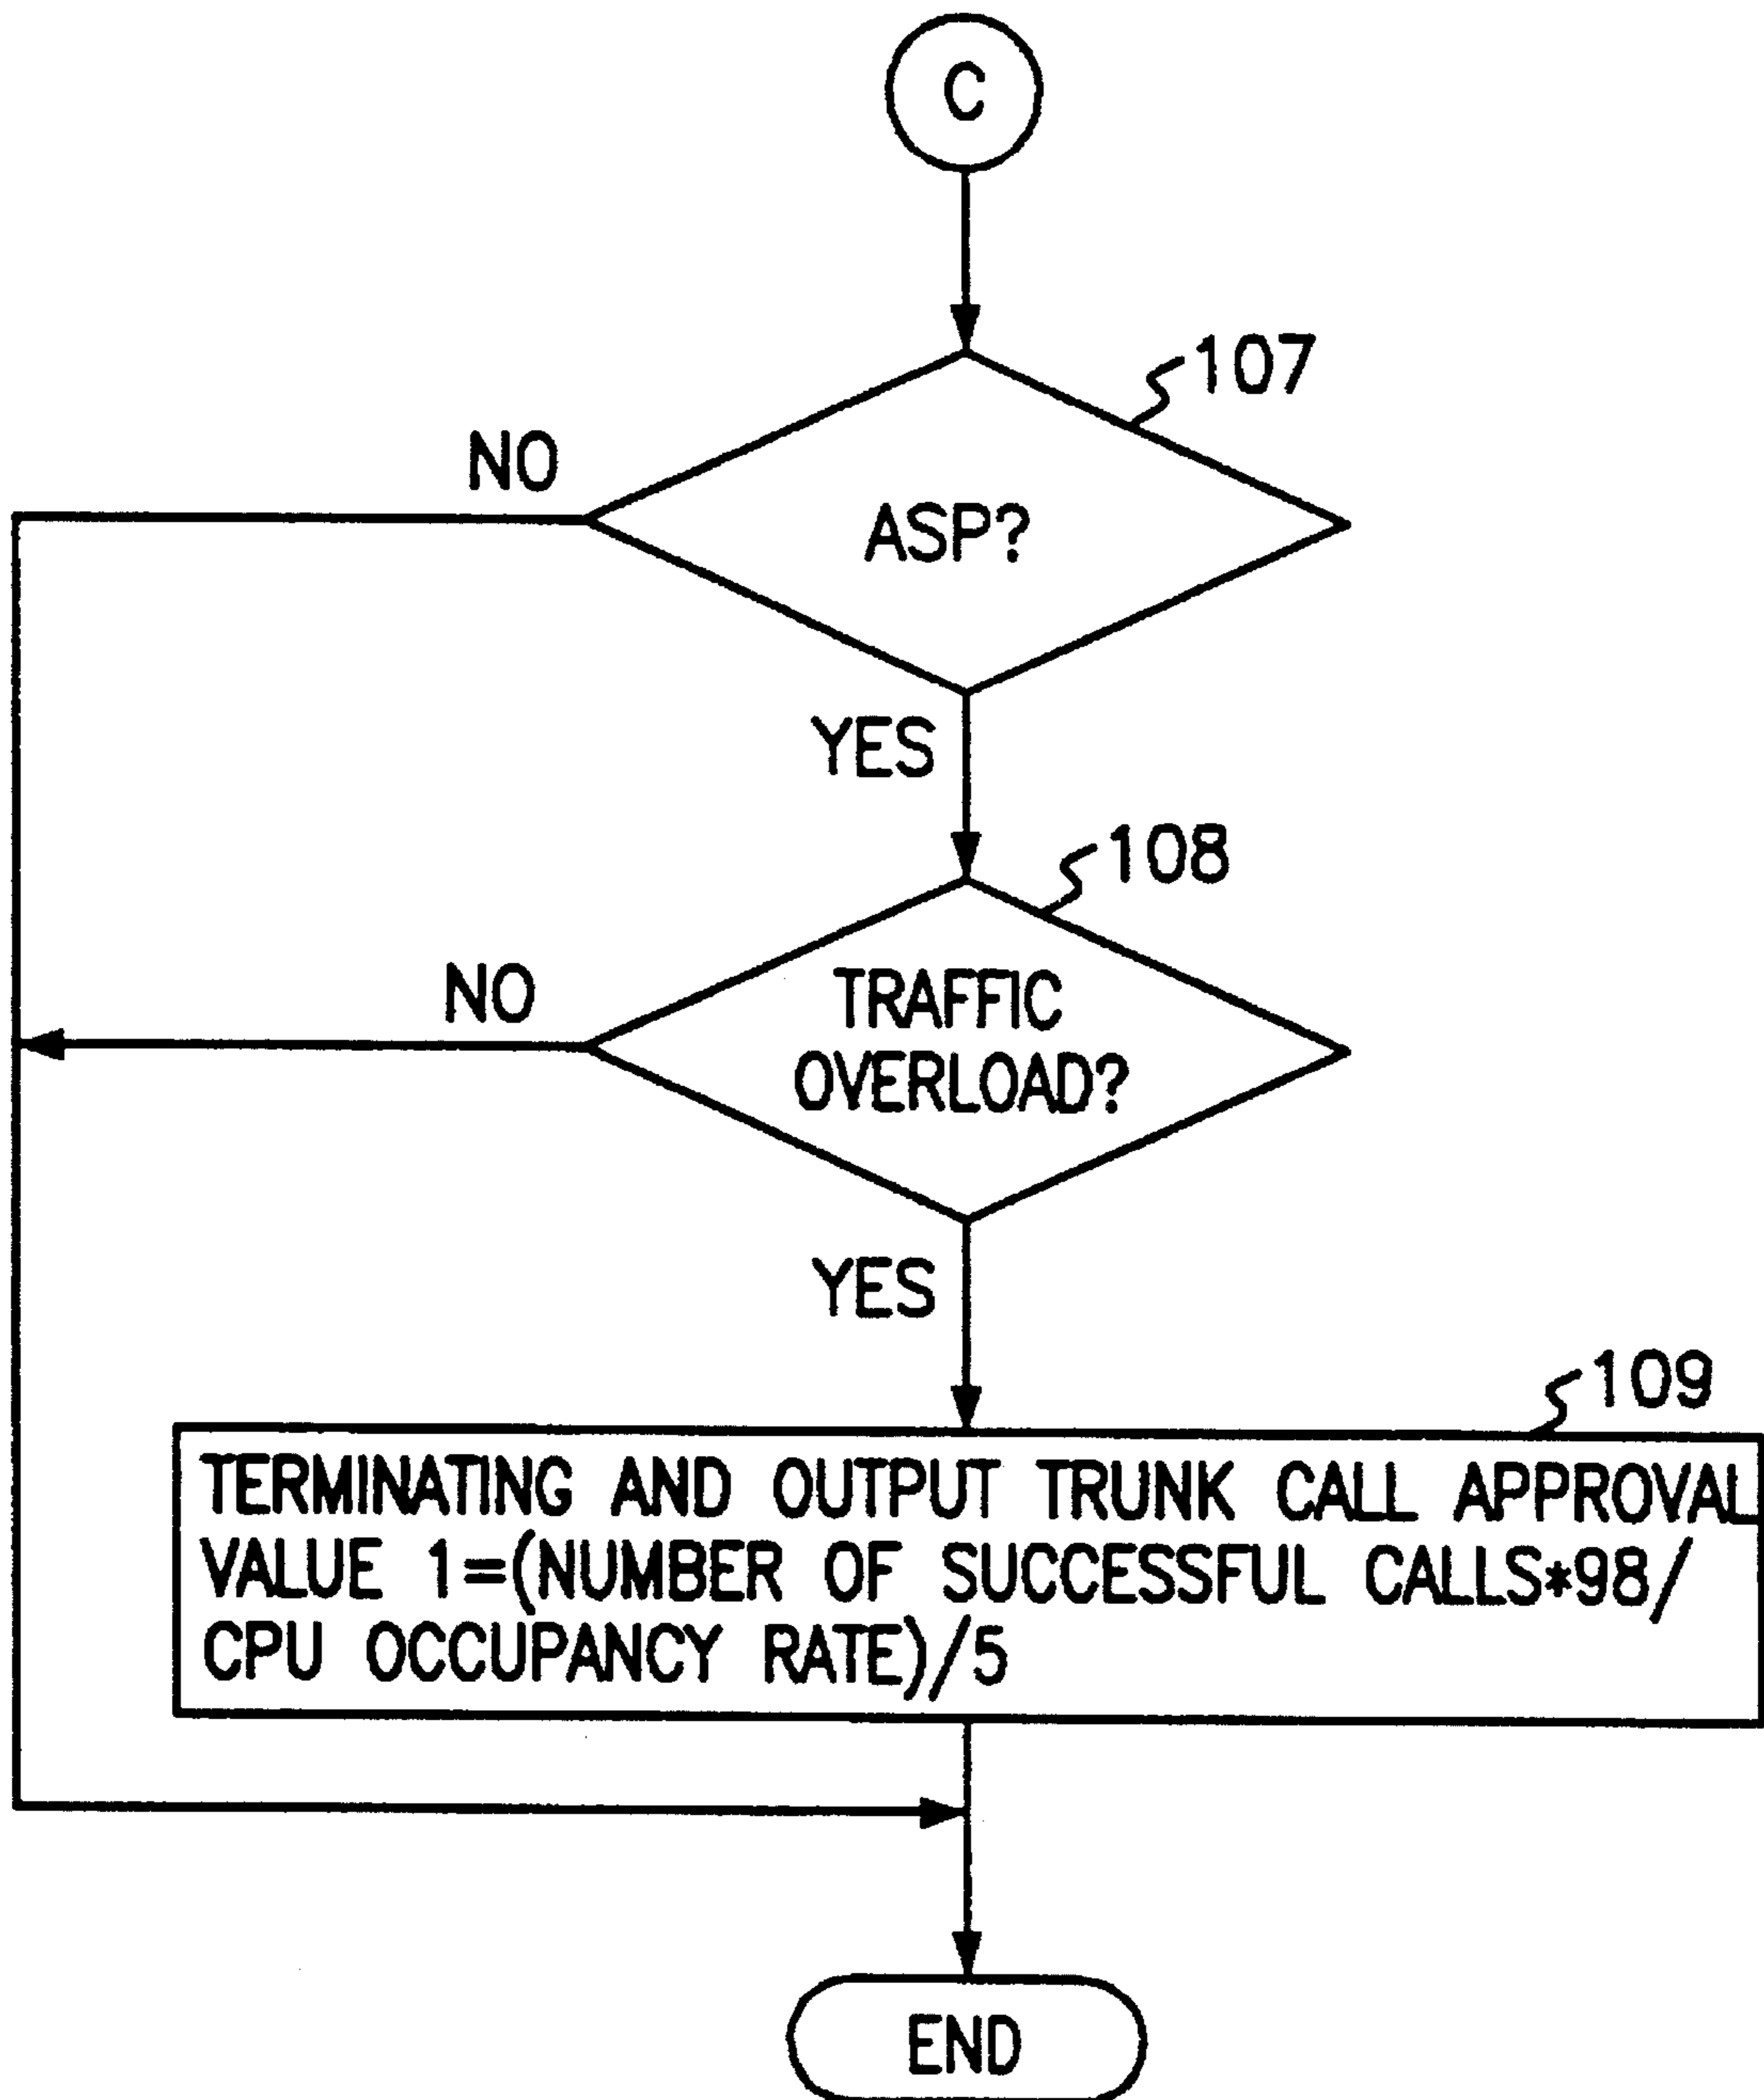 C
107
NO
ASP?
YES
108
NO
TRAFFIC
OVERLOAD?
YES
109
TERMINATING AND OUTPUT TRUNK CALL APPROVAL
VALUE 1=(NUMBER OF SUCCESSFUL CALLS*98/
CPU OCCUPANCY RATE)/5
END